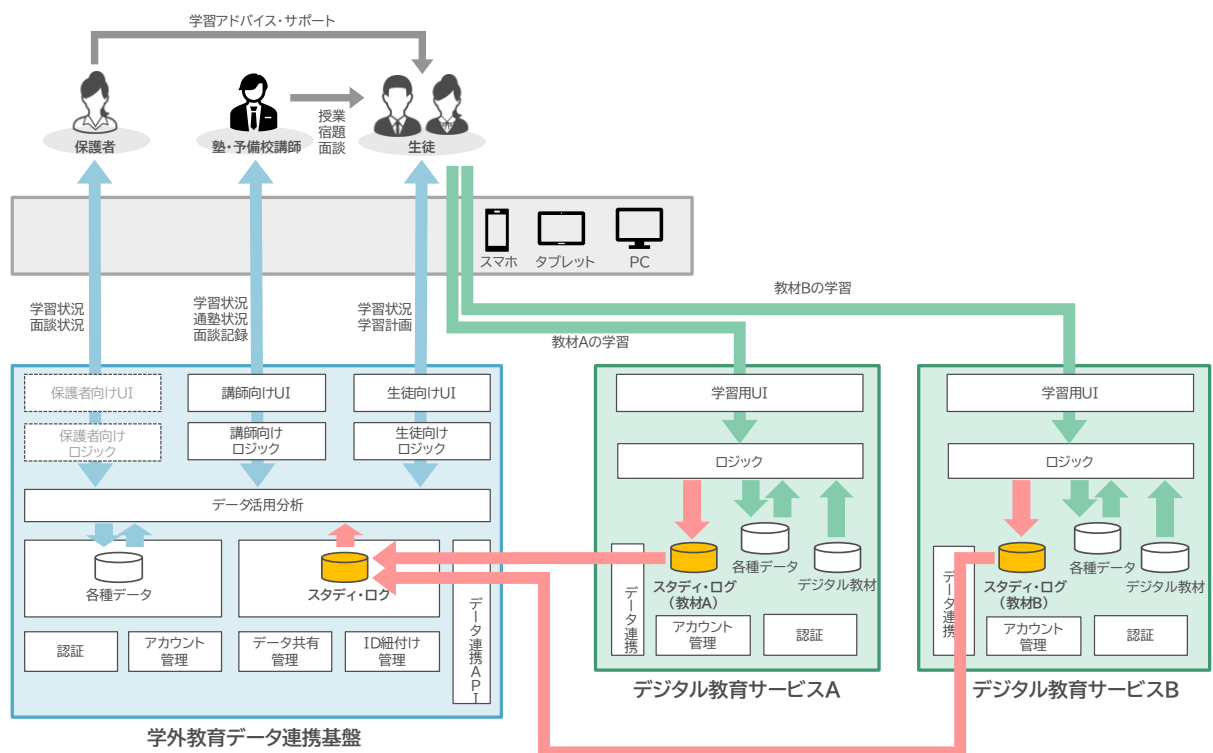 学習アドバイス・サポート
保護者
塾・予備校講師
授業
宿題
面談
生徒
スマホ
タブレット
PC
学習状況
面談状況
学習状況
通塾状況
面談記録
学習状況
学習計画
教材Aの学習
教材Bの学習
保護者向けUI
講師向けUI
生徒向けUI
保護者向け
ロジック
講師向け
ロジック
生徒向け
ロジック
データ活用分析
各種データ
スタディ・ログ
認証
アカウント
管理
データ共有
管理
ID紐付け
管理
データ連携API
学外教育データ連携基盤
学習用UI
ロジック
データ連携
スタディ・ログ
(教材A)
各種データ
デジタル教材
アカウント
管理
認証
デジタル教育サービスA
学習用UI
ロジック
データ連携
スタディ・ログ
(教材B)
各種データ
デジタル教材
アカウント
管理
認証
デジタル教育サービスB